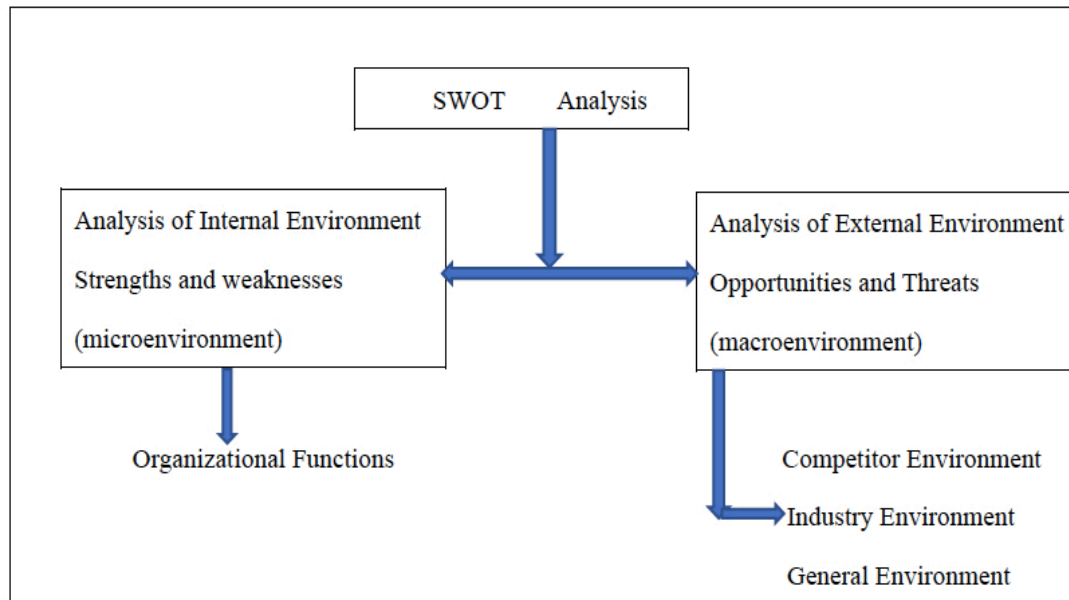 SWOT Analysis
Analysis of Internal Environment
Strengths and weaknesses
(microenvironment)
Analysis of External Environment
Opportunities and Threats
(macroenvironment)
Organizational Functions
Competitor Environment
Industry Environment
General Environment